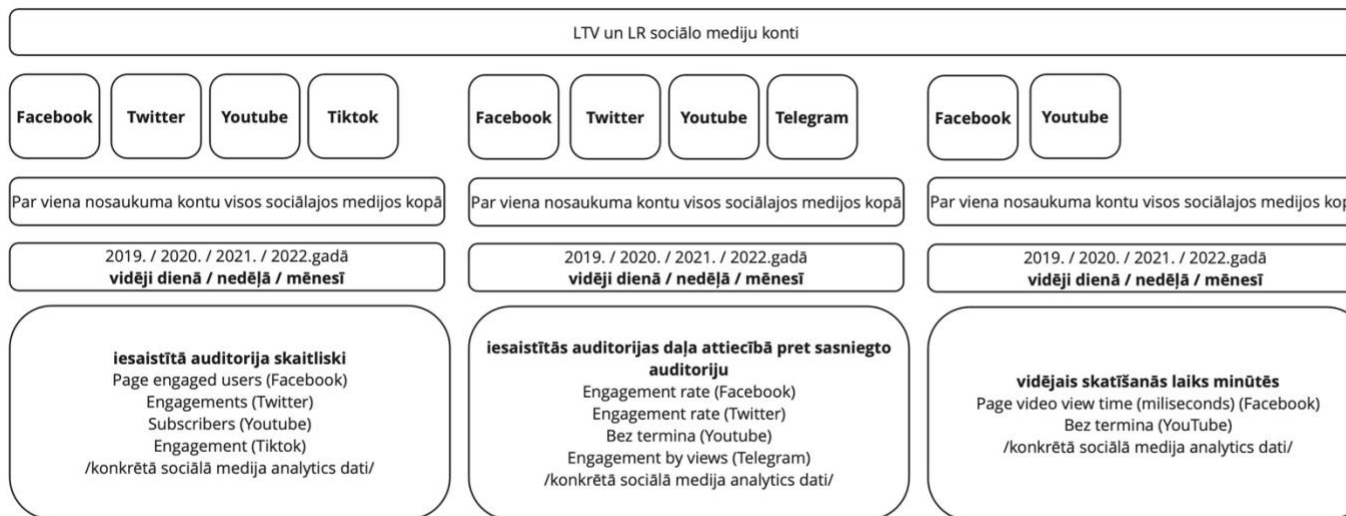 LTV un LR sociālo mediju konti
Facebook
Twitter
Youtube
Tiktok
Par viena nosaukuma kontu visos sociālajos medijos kopā
2019. / 2020. / 2021. / 2022.gadā
vidēji dienā / nedēļā / mēnesī
iesaistītā auditorija skaitliski
Page engaged users (Facebook)
Engagements (Twitter)
Subscribers (Youtube)
Engagement (Tiktok)
/konkrētā sociālā medija analytics dati/
Facebook
Twitter
Youtube
Telegram
Par viena nosaukuma kontu visos sociālajos medijos kopā
2019. / 2020. / 2021. / 2022.gadā
vidēji dienā / nedēļā / mēnesī
iesaistītās auditorijas daļa attiecībā pret sasniegto
auditoriju
Engagement rate (Facebook)
Engagement rate (Twitter)
Bez termina (Youtube)
Engagement by views (Telegram)
/konkrētā sociālā medija analytics dati/
Facebook
Youtube
Par viena nosaukuma kontu visos sociālajos medijos
2019. / 2020. / 2021. / 2022.gadā
vidēji dienā / nedēļā / mēnesī
vidējais skatīšanās laiks minūtēs
Page video view time (miliseconds) (Facebook)
Bez termina (YouTube)
/konkrētā sociālā medija analytics dati/